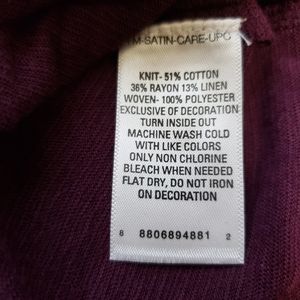 M-SATIN-CARE-UPC
KNIT- 51% COTTON
36% RAYON 13% LINEN
WOVEN- 100% POLYESTER
EXCLUSIVE OF DECORATION
TURN INSIDE OUT
MACHINE WASH COLD
WITH LIKE COLORS
ONLY NON CHLORINE
BLEACH WHEN NEEDED
FLAT DRY, DO NOT IRON
ON DECORATION
8 8806894881 2